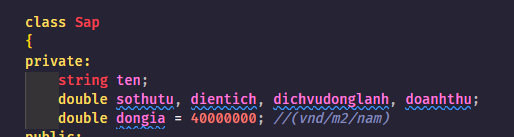 class Sap
{
private:
    string ten;
    double sothutu, dientich, dichvudonglanh, doanhthu;
    double dongia = 40000000; //(vnd/m2/nam)
public: